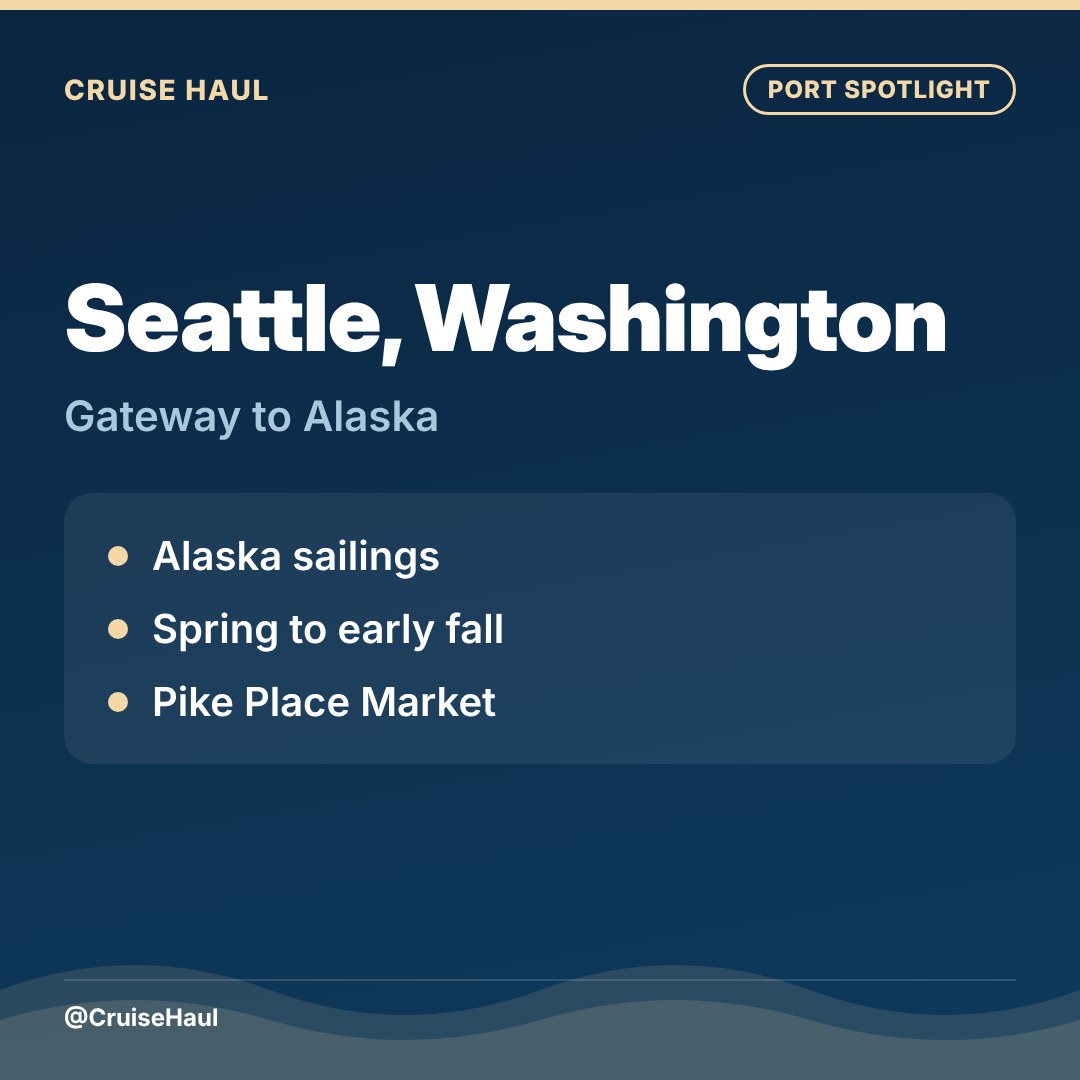 CRUISE HAUL
PORT SPOTLIGHT
Seattle, Washington
Gateway to Alaska
Alaska sailings
Spring to early fall
Pike Place Market
@CruiseHaul